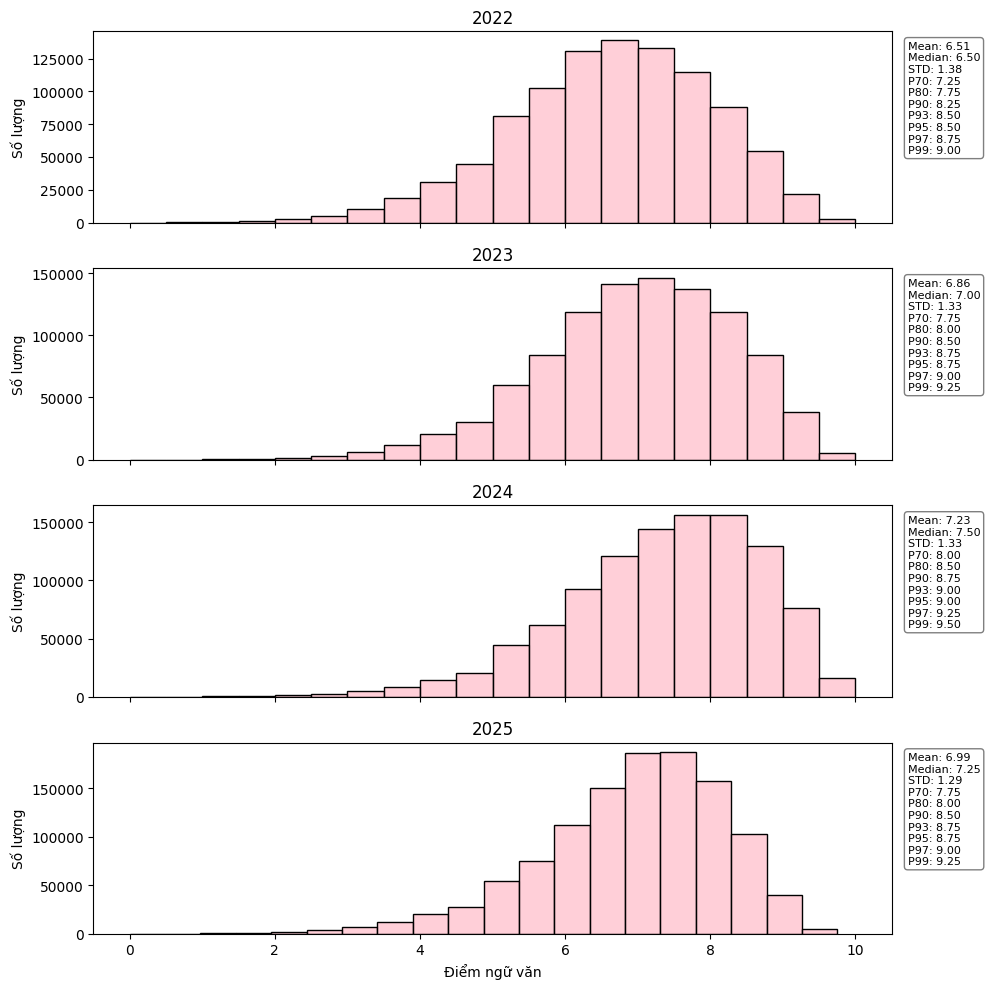 2022
125000
100000
75000
50000
25000
0
Số lượng
Mean: 6.51
Median: 6.50
STD: 1.38
P70: 7.25
P80: 7.75
P90: 8.25
P93: 8.50
P95: 8.50
P97: 8.75
P99: 9.00
2023
150000
100000
50000
0
Số lượng
Mean: 6.86
Median: 7.00
STD: 1.33
P70: 7.75
P80: 8.00
P90: 8.50
P93: 8.75
P95: 8.75
P97: 9.00
P99: 9.25
2024
150000
100000
50000
0
Số lượng
Mean: 7.23
Median: 7.50
STD: 1.33
P70: 8.00
P80: 8.50
P90: 8.75
P93: 9.00
P95: 9.00
P97: 9.25
P99: 9.50
2025
150000
100000
50000
0
Số lượng
Mean: 6.99
Median: 7.25
STD: 1.29
P70: 7.75
P80: 8.00
P90: 8.50
P93: 8.75
P95: 8.75
P97: 9.00
P99: 9.25
0 2 4 6 8 10
Điểm ngữ văn